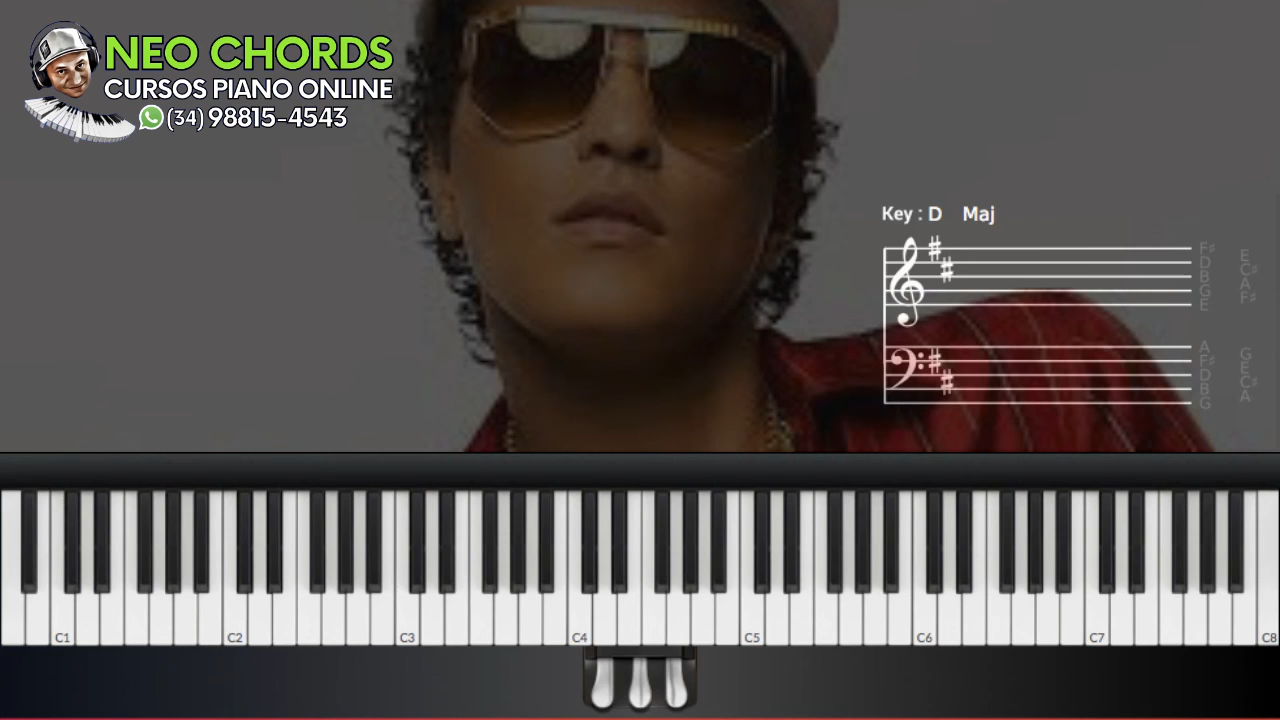 NEO CHORDS
CURSOS PIANO ONLINE
(34) 98815-4543
Key : D Maj
F♯
E
D
C♯
B
A
G
F♯
E
A
G
F♯
E
D
C♯
B
A
G
C1 C2 C3 C4 C5 C6 C7 C8